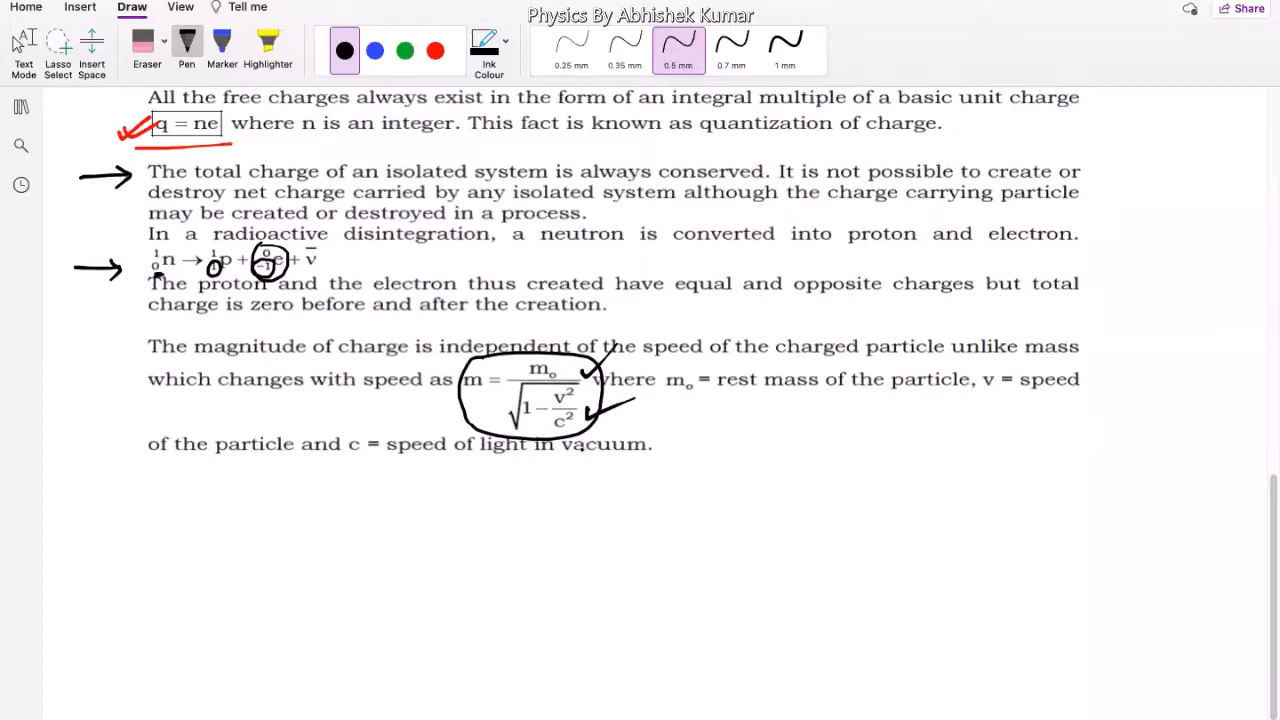 Home Insert Draw View Tell me
Physics By Abhishek Kumar
Share
Text Mode
Lasso Select
Insert Space
Eraser
Pen
Marker
Highlighter
Ink Colour
0.25 mm
0.35 mm
0.5 mm
0.7 mm
1 mm
All the free charges always exist in the form of an integral multiple of a basic unit charge
q = ne where n is an integer. This fact is known as quantization of charge.
The total charge of an isolated system is always conserved. It is not possible to create or
destroy net charge carried by any isolated system although the charge carrying particle
may be created or destroyed in a process.
In a radioactive disintegration, a neutron is converted into proton and electron.
¹₀n → ¹₁p + ⁰₋₁e + ν̅
The proton and the electron thus created have equal and opposite charges but total
charge is zero before and after the creation.
The magnitude of charge is independent of the speed of the charged particle unlike mass
which changes with speed as m = m₀ / √(1 − v²/c²) where m₀ = rest mass of the particle, v = speed
of the particle and c = speed of light in vacuum.